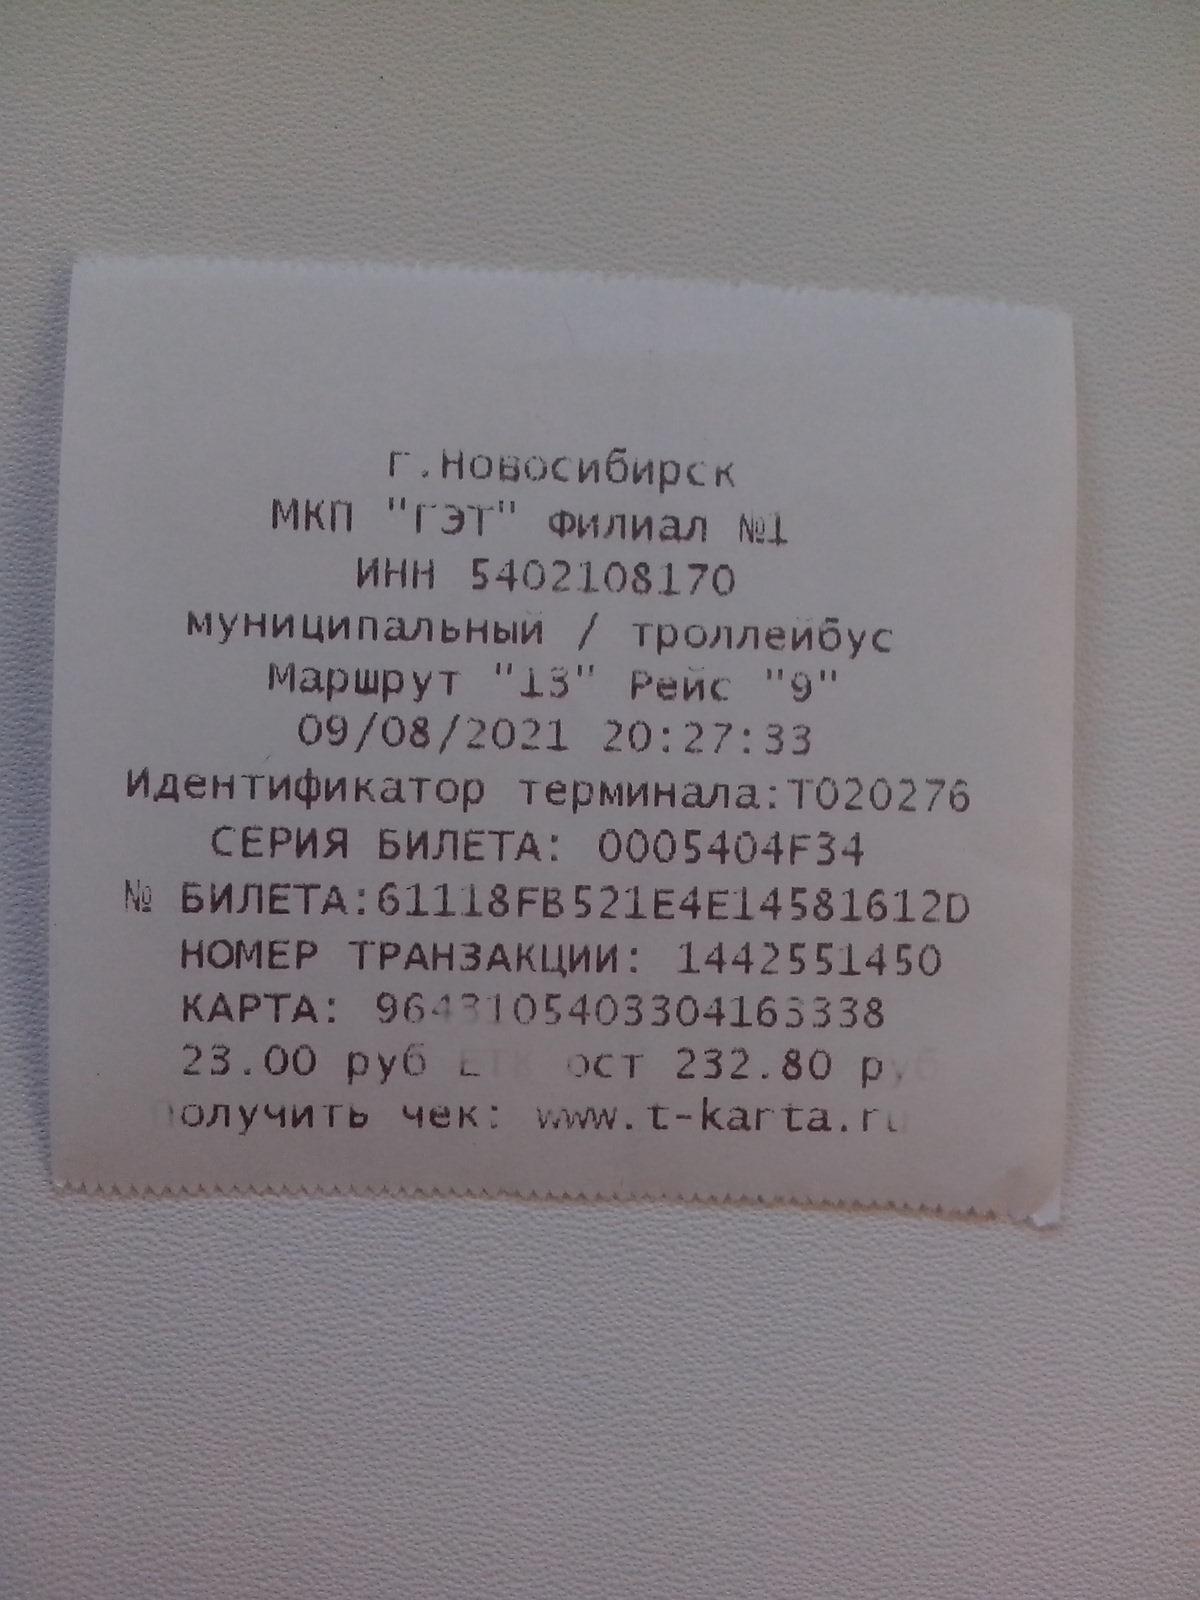 г.Новосибирск
МКП "ГЭТ" Филиал №1
ИНН 5402108170
муниципальный / троллейбус
Маршрут "13" Рейс "9"
09/08/2021 20:27:33
Идентификатор терминала:T020276
СЕРИЯ БИЛЕТА: 0005404F34
№ БИЛЕТА:61118FB521E4E14581612D
НОМЕР ТРАНЗАКЦИИ: 1442551450
КАРТА: 9643105403304163338
23.00 руб ЕТК ост 232.80 руб
Получить чек: www.t-karta.ru